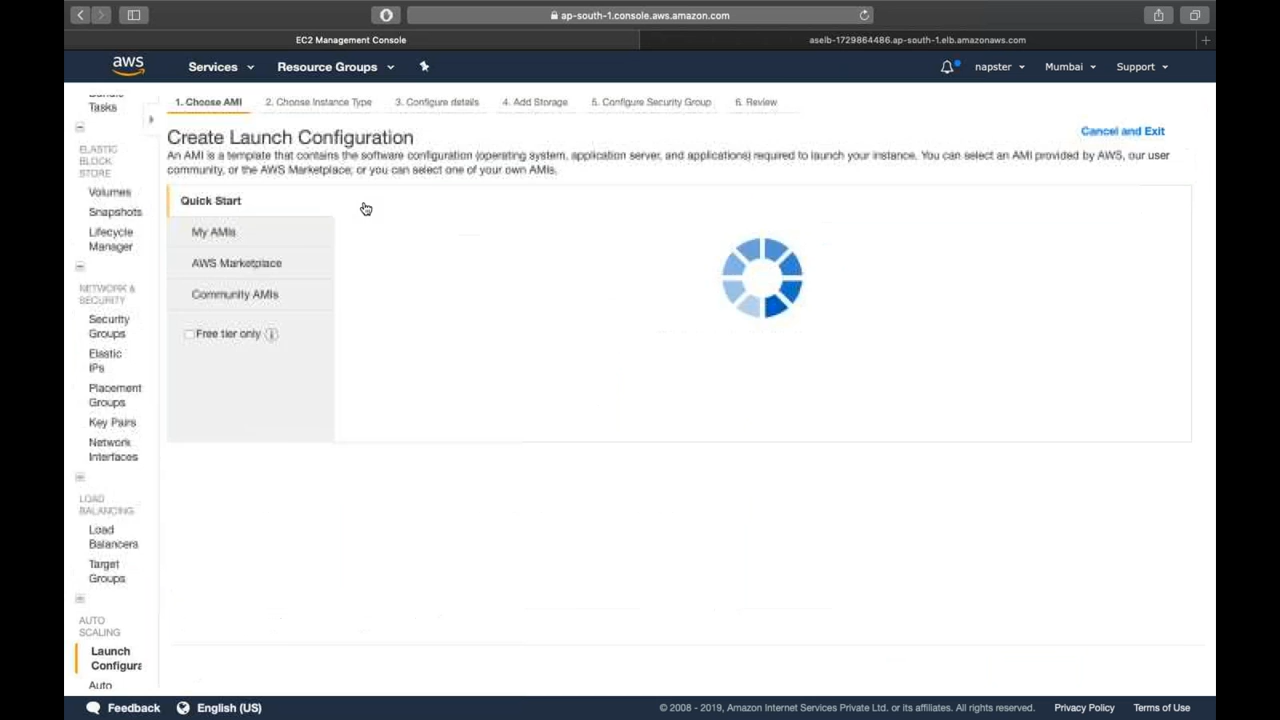 ap-south-1.console.aws.amazon.com
EC2 Management Console
aselb-1729864486.ap-south-1.elb.amazonaws.com
aws
Services
Resource Groups
napster
Mumbai
Support
Tasks
ELASTIC
BLOCK
STORE
Volumes
Snapshots
Lifecycle
Manager
NETWORK &
SECURITY
Security
Groups
Elastic
IPs
Placement
Groups
Key Pairs
Network
Interfaces
LOAD
BALANCING
Load
Balancers
Target
Groups
AUTO
SCALING
Launch
Configura
Auto
1. Choose AMI
2. Choose Instance Type
3. Configure details
4. Add Storage
5. Configure Security Group
6. Review
Create Launch Configuration
Cancel and Exit
An AMI is a template that contains the software configuration (operating system, application server, and applications) required to launch your instance. You can select an AMI provided by AWS, our user
community, or the AWS Marketplace; or you can select one of your own AMIs.
Quick Start
My AMIs
AWS Marketplace
Community AMIs
Free tier only
Feedback
English (US)
© 2008 - 2019, Amazon Internet Services Private Ltd. or its affiliates. All rights reserved.
Privacy Policy
Terms of Use